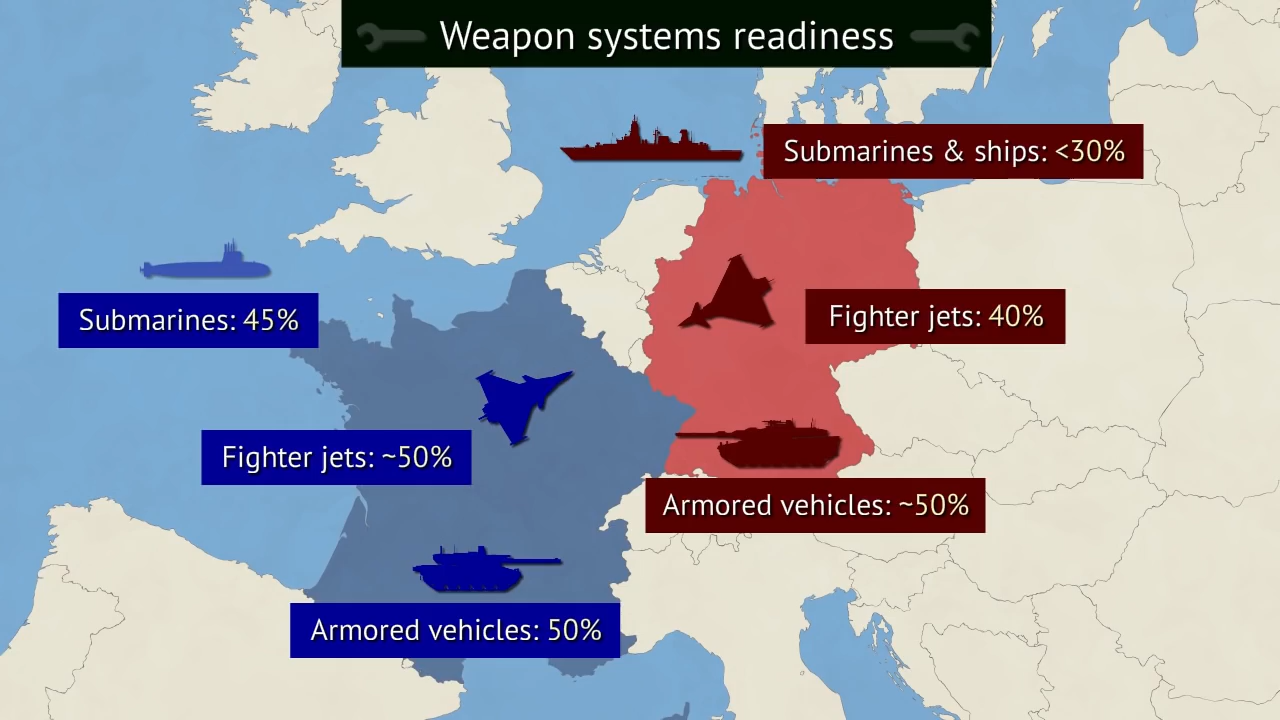 Weapon systems readiness
Submarines & ships: <30%
Submarines: 45%
Fighter jets: 40%
Fighter jets: ~50%
Armored vehicles: ~50%
Armored vehicles: 50%